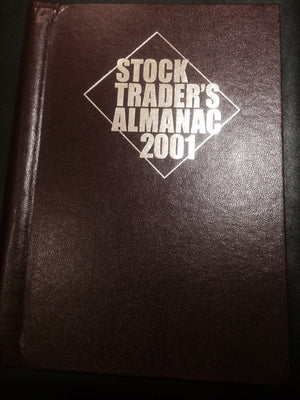 STOCK
TRADER'S
ALMANAC
2001